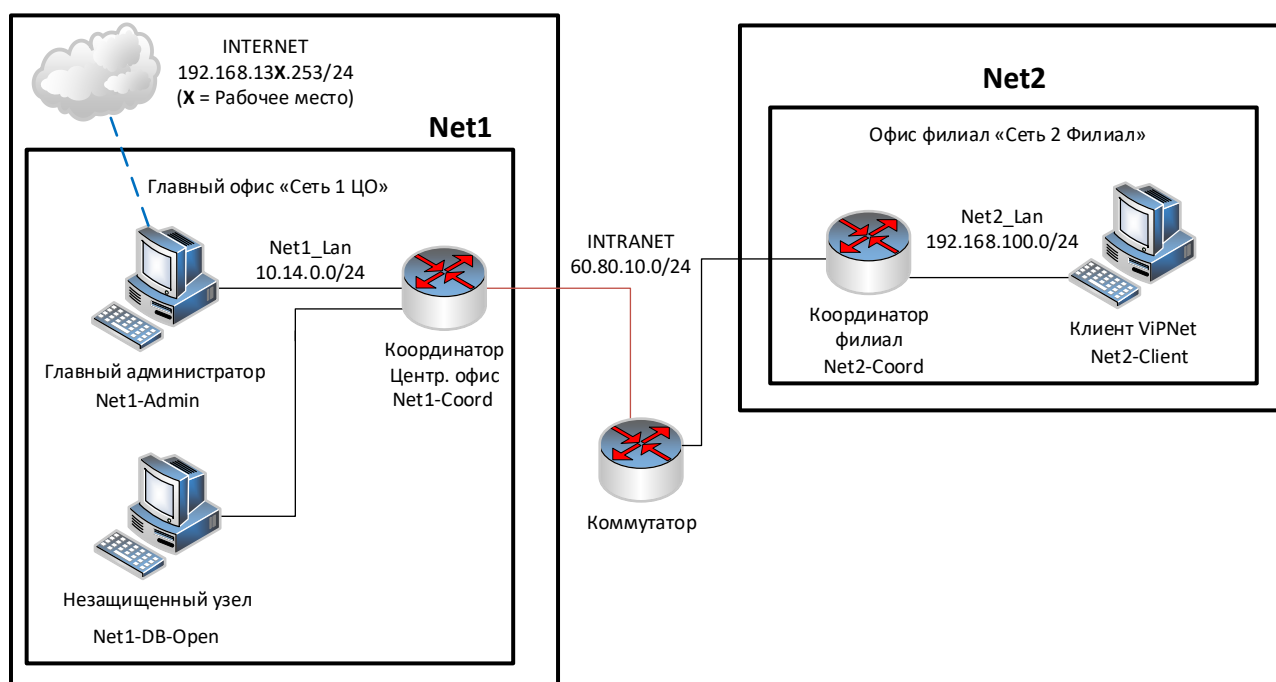 INTERNET
192.168.13X.253/24
(X = Рабочее место)
Net1
Главный офис «Сеть 1 ЦО»
Net1_Lan
10.14.0.0/24
Главный администратор
Net1-Admin
Координатор
Центр. офис
Net1-Coord
Незащищенный узел
Net1-DB-Open
INTRANET
60.80.10.0/24
Коммутатор
Net2
Офис филиал «Сеть 2 Филиал»
Net2_Lan
192.168.100.0/24
Координатор
филиал
Net2-Coord
Клиент ViPNet
Net2-Client